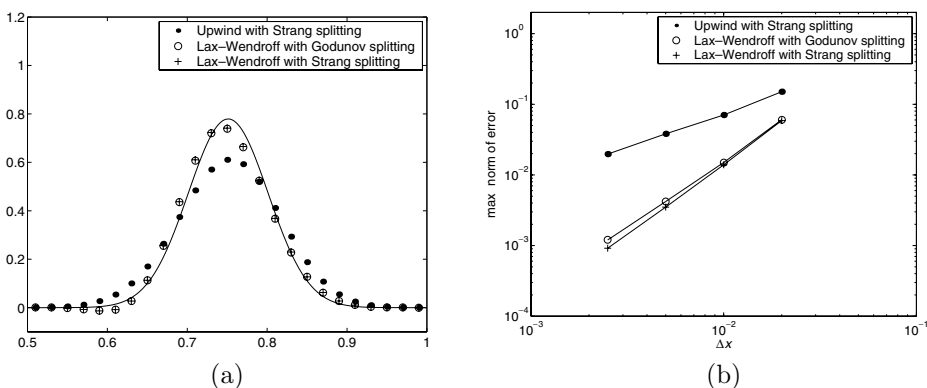 1.2
1
0.8
0.6
0.4
0.2
0
0.5
0.6
0.7
0.8
0.9
1
Upwind with Strang splitting
Lax–Wendroff with Godunov splitting
Lax–Wendroff with Strang splitting
(a)
max norm of error
10^0
10^-1
10^-2
10^-3
10^-4
10^-3
10^-2
10^-1
Δx
Upwind with Strang splitting
Lax–Wendroff with Godunov splitting
Lax–Wendroff with Strang splitting
(b)